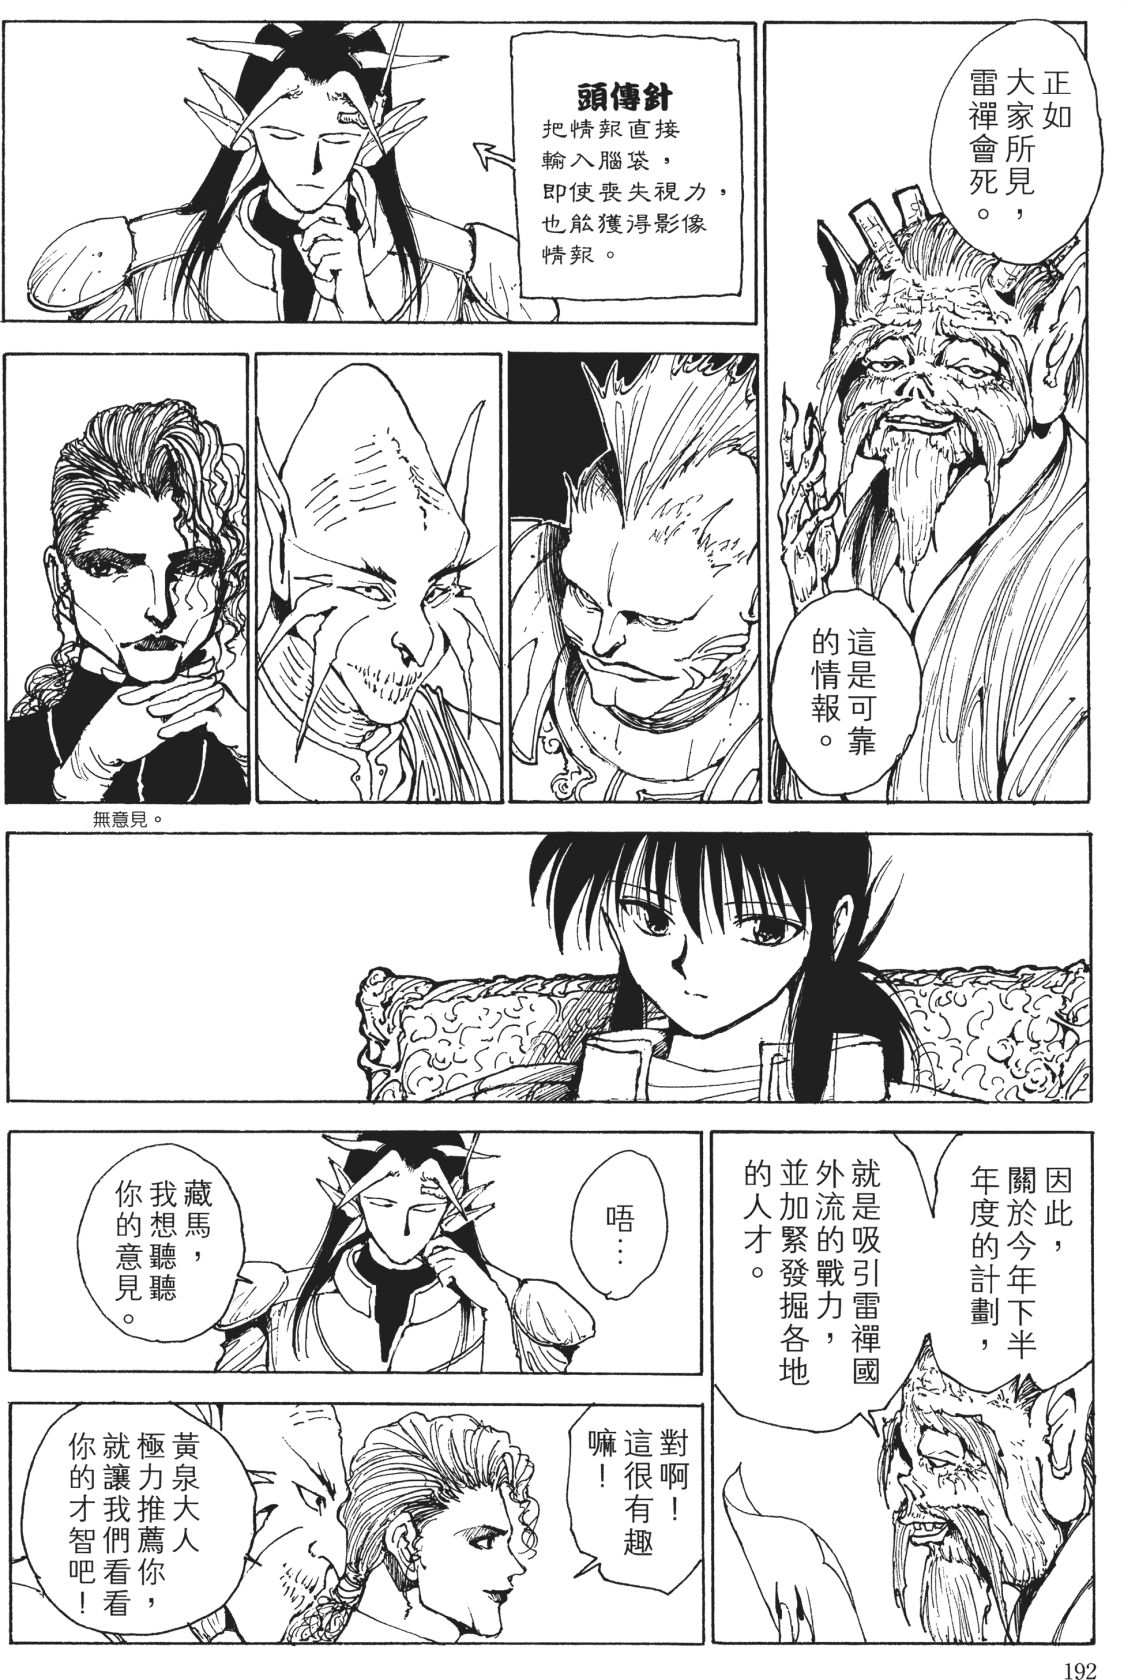 正如
大家所見，
雷禪會死。
這是可靠
的情報。
頭傳針
把情報直接
輸入腦袋，
即使喪失視力，
也能獲得影像
情報。
無意見。
因此，
關於今年下半
年度的計劃，
就是吸引雷禪國
外流的戰力，
並加緊發掘各地
的人才。
唔…
藏馬，
我想聽聽
你的意見。
對啊！
這很有趣
嘛！
黃泉大人
極力推薦你，
就讓我們看看
你的才智吧！
192